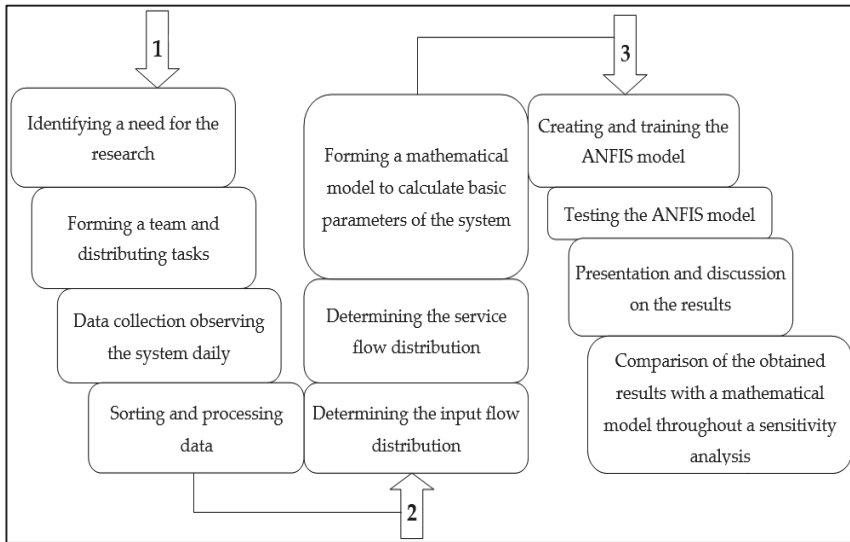 1
Identifying a need for the
research
Forming a team and
distributing tasks
Data collection observing
the system daily
Sorting and processing
data
2
Determining the input flow
distribution
Determining the service
flow distribution
Forming a mathematical
model to calculate basic
parameters of the system
3
Creating and training the
ANFIS model
Testing the ANFIS model
Presentation and discussion
on the results
Comparison of the obtained
results with a mathematical
model throughout a sensitivity
analysis